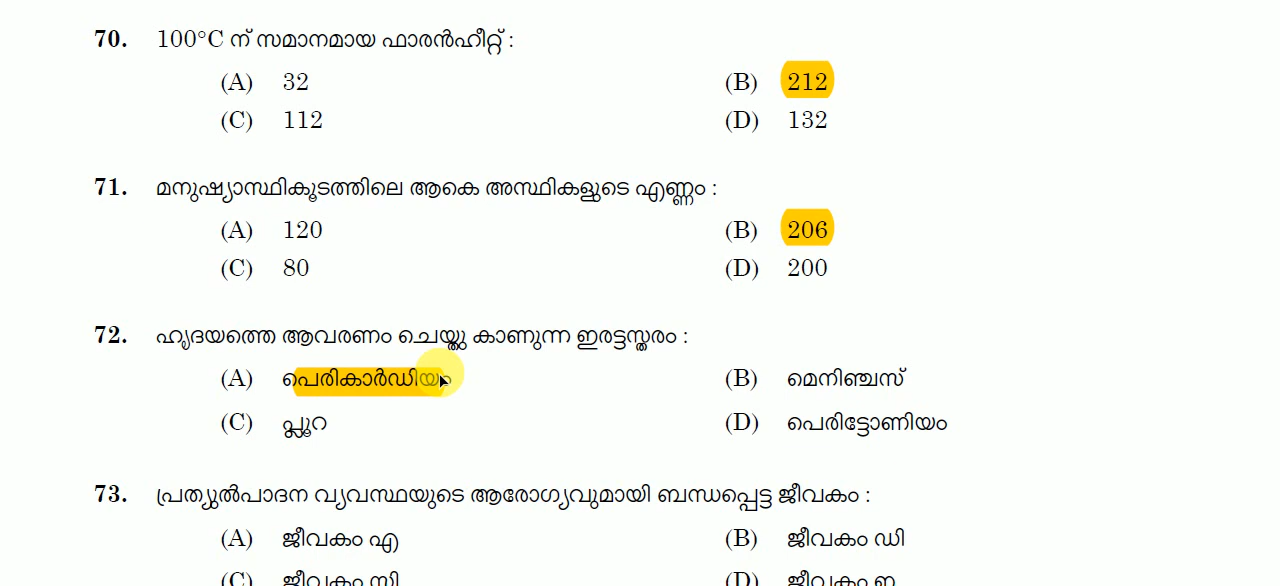 70. 100°C ന് സമാനമായ ഫാരൻഹീറ്റ് :
(A) 32 (B) 212
(C) 112 (D) 132
71. മനുഷ്യാസ്ഥികൂടത്തിലെ ആകെ അസ്ഥികളുടെ എണ്ണം :
(A) 120 (B) 206
(C) 80 (D) 200
72. ഹൃദയത്തെ ആവരണം ചെയ്തു കാണുന്ന ഇരട്ടസ്തരം :
(A) പെരികാർഡിയം (B) മെനിഞ്ചസ്
(C) പ്ലൂറ (D) പെരിട്ടോണിയം
73. പ്രത്യുൽപാദന വ്യവസ്ഥയുടെ ആരോഗ്യവുമായി ബന്ധപ്പെട്ട ജീവകം :
(A) ജീവകം എ (B) ജീവകം ഡി
(C) ജീവകം സി (D) ജീവകം ഇ